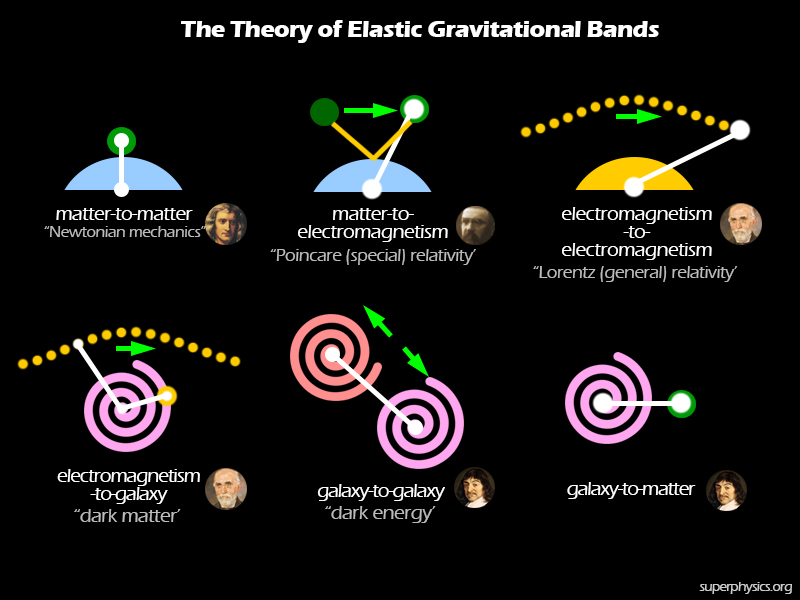 The Theory of Elastic Gravitational Bands
matter-to-matter
“Newtonian mechanics”
matter-to-
electromagnetism
“Poincare (special) relativity’
electromagnetism
-to-
electromagnetism
“Lorentz (general) relativity’
electromagnetism
-to-galaxy
“dark matter’
galaxy-to-galaxy
“dark energy’
galaxy-to-matter
superphysics.org